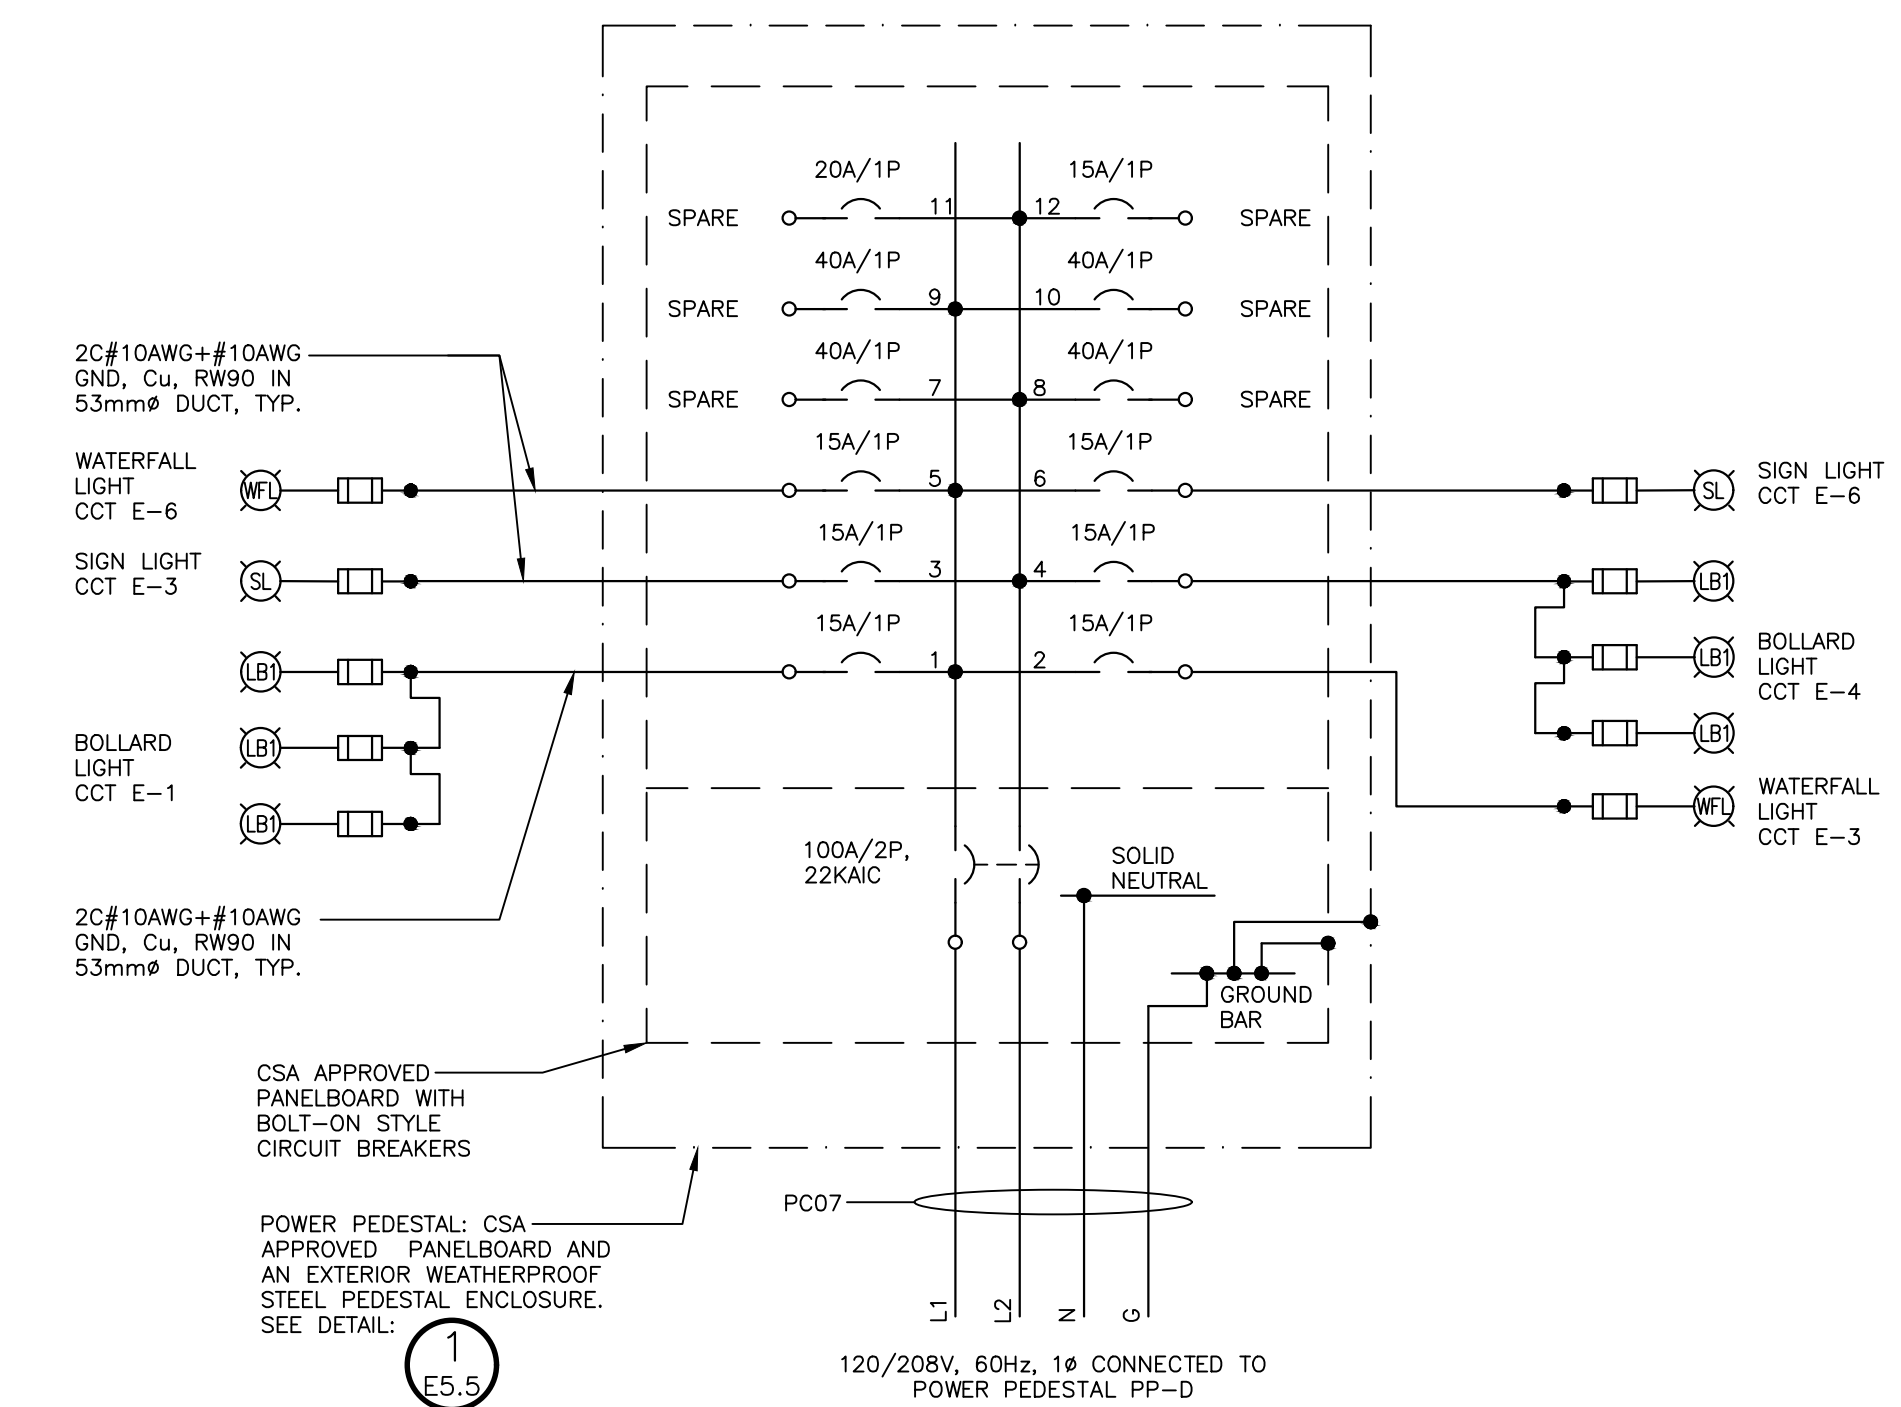 20A/1P
15A/1P
SPARE
11
12
SPARE
40A/1P
40A/1P
SPARE
9
10
SPARE
40A/1P
40A/1P
SPARE
7
8
SPARE
2C#10AWG+#10AWG
GND, Cu, RW90 IN
53mmø DUCT, TYP.
15A/1P
15A/1P
WATERFALL
LIGHT
CCT E-6
WFL
5
6
SL
SIGN LIGHT
CCT E-6
15A/1P
15A/1P
SIGN LIGHT
CCT E-3
SL
3
4
LB1
15A/1P
15A/1P
LB1
1
2
LB1
BOLLARD
LIGHT
CCT E-4
BOLLARD
LIGHT
CCT E-1
LB1
LB1
LB1
WFL
WATERFALL
LIGHT
CCT E-3
100A/2P,
22KAIC
SOLID
NEUTRAL
2C#10AWG+#10AWG
GND, Cu, RW90 IN
53mmø DUCT, TYP.
GROUND
BAR
CSA APPROVED
PANELBOARD WITH
BOLT-ON STYLE
CIRCUIT BREAKERS
PC07
POWER PEDESTAL: CSA
APPROVED PANELBOARD AND
AN EXTERIOR WEATHERPROOF
STEEL PEDESTAL ENCLOSURE.
SEE DETAIL:
1
E5.5
L1
L2
N
G
120/208V, 60Hz, 1ø CONNECTED TO
POWER PEDESTAL PP-D